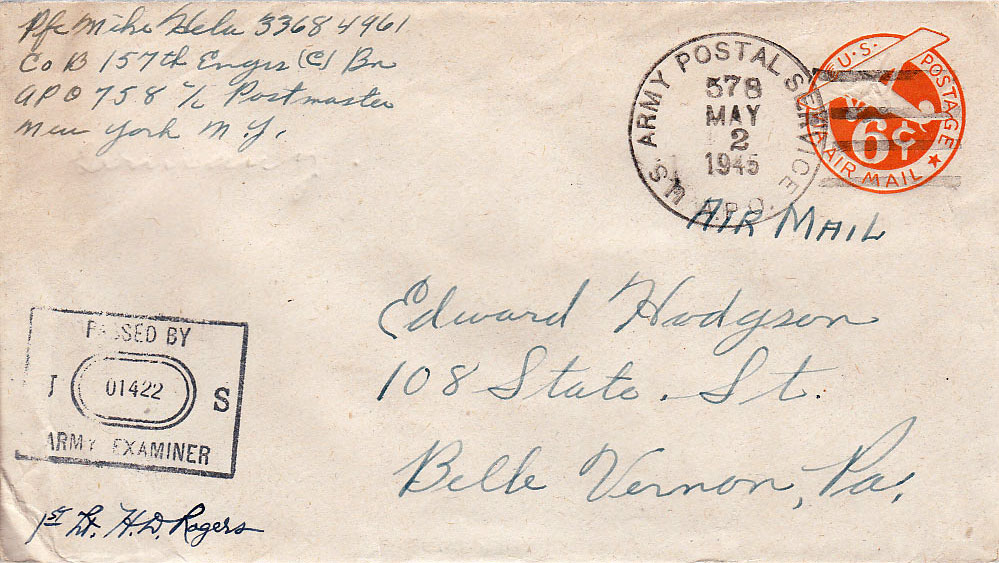 Pfc Mike Hela 33684961
Co B 157th Engrs (C) Bn
APO 758 c/o Postmaster
New York N.Y.
U.S. ARMY POSTAL SERVICE
578
MAY
2
1945
A.P.O.
U.S. POSTAGE
6¢
AIR MAIL
AIR MAIL
Edward Hodgson
108 State. St.
Belle Vernon, Pa.
PASSED BY
U 01422 S
ARMY EXAMINER
1st Lt. H.D. Rogers